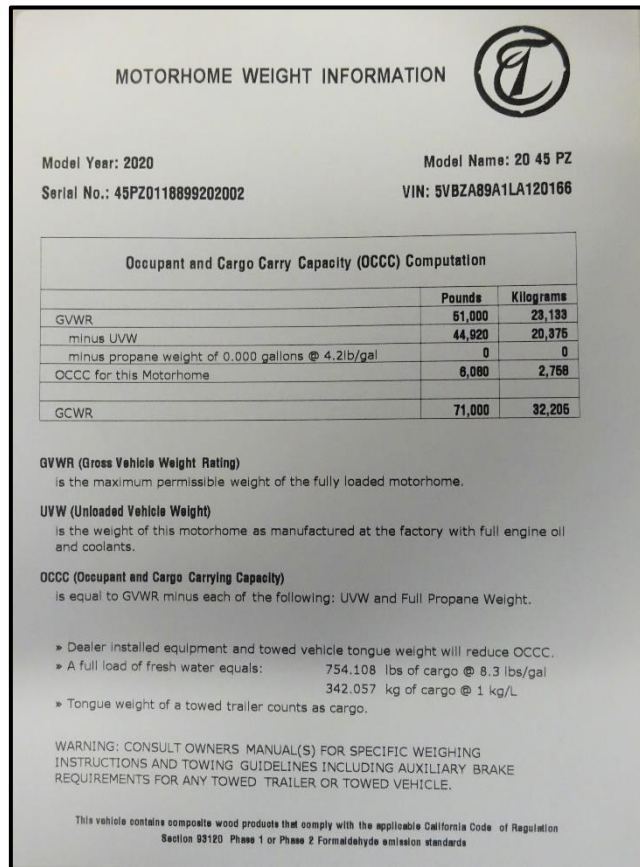 MOTORHOME WEIGHT INFORMATION
Model Year: 2020 Model Name: 20 45 PZ
Serial No.: 45PZ0118899202002 VIN: 5VBZA89A1LA120166
Occupant and Cargo Carry Capacity (OCCC) Computation
Pounds Kilograms
GVWR 51,000 23,133
minus UVW 44,920 20,375
minus propane weight of 0.000 gallons @ 4.2lb/gal 0 0
OCCC for this Motorhome 6,080 2,758
GCWR 71,000 32,205
GVWR (Gross Vehicle Weight Rating)
is the maximum permissible weight of the fully loaded motorhome.
UVW (Unloaded Vehicle Weight)
is the weight of this motorhome as manufactured at the factory with full engine oil
and coolants.
OCCC (Occupant and Cargo Carrying Capacity)
is equal to GVWR minus each of the following: UVW and Full Propane Weight.
» Dealer installed equipment and towed vehicle tongue weight will reduce OCCC.
» A full load of fresh water equals: 754.108 lbs of cargo @ 8.3 lbs/gal
342.057 kg of cargo @ 1 kg/L
» Tongue weight of a towed trailer counts as cargo.
WARNING: CONSULT OWNERS MANUAL(S) FOR SPECIFIC WEIGHING
INSTRUCTIONS AND TOWING GUIDELINES INCLUDING AUXILIARY BRAKE
REQUIREMENTS FOR ANY TOWED TRAILER OR TOWED VEHICLE.
This vehicle contains composite wood products that comply with the applicable California Code of Regulation
Section 93120 Phase 1 or Phase 2 Formaldehyde emission standards